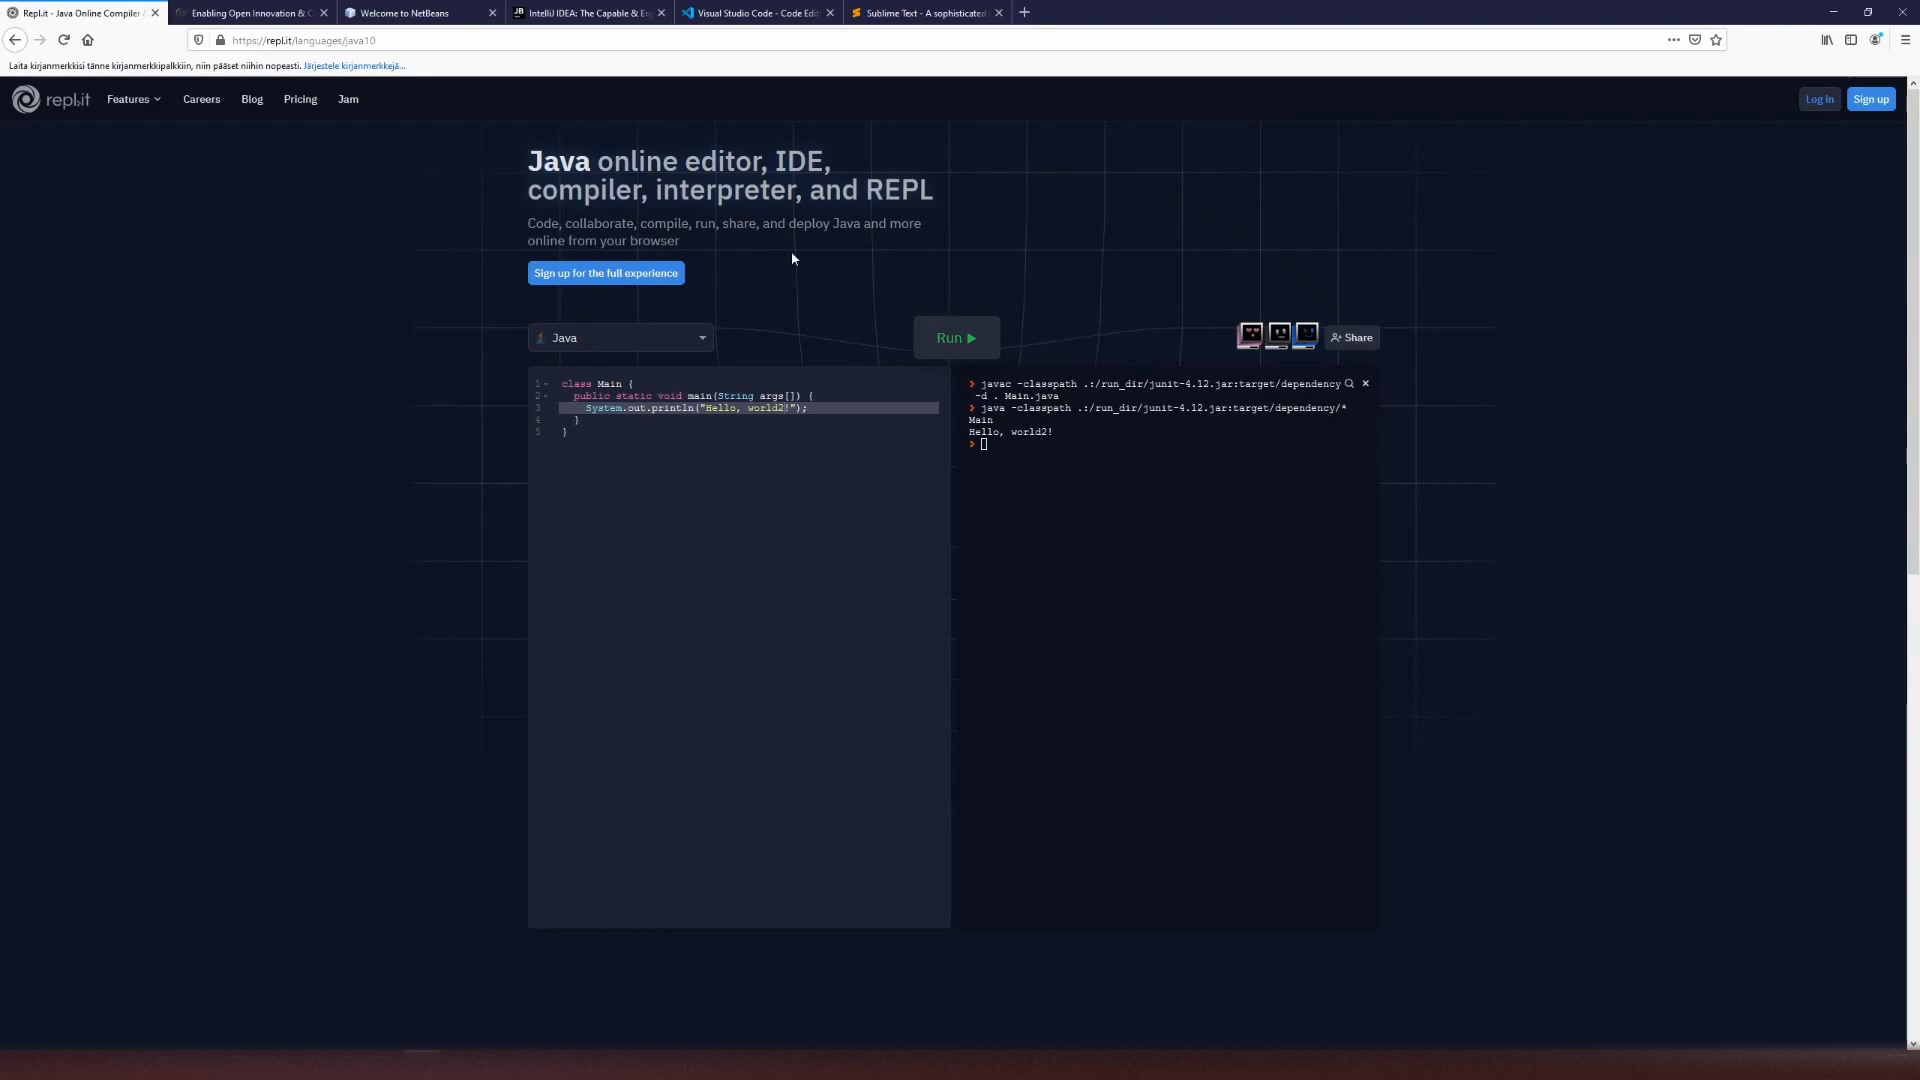 Repl.it - Java Online Compiler
Enabling Open Innovation & C
Welcome to NetBeans
IntelliJ IDEA: The Capable & Erg
Visual Studio Code - Code Edit
Sublime Text - A sophisticated
https://repl.it/languages/java10
Laita kirjanmerkkisi tänne kirjanmerkkipalkkiin, niin pääset niihin nopeasti. Järjestele kirjanmerkkejä...
repl.it
Features
Careers
Blog
Pricing
Jam
Log in
Sign up
Java online editor, IDE,
compiler, interpreter, and REPL
Code, collaborate, compile, run, share, and deploy Java and more
online from your browser
Sign up for the full experience
Java
Run
Share
1 class Main {
2 public static void main(String args[]) {
3 System.out.println("Hello, world2!");
4 }
5 }
> javac -classpath .:/run_dir/junit-4.12.jar:target/dependency
-d . Main.java
> java -classpath .:/run_dir/junit-4.12.jar:target/dependency/*
Main
Hello, world2!
>